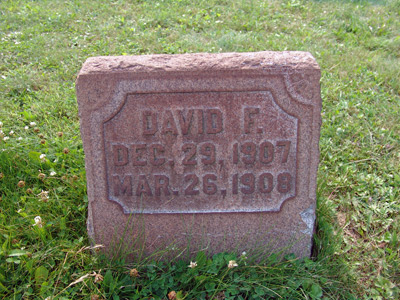 DAVID F.
DEC. 29, 1907
MAR. 26, 1908